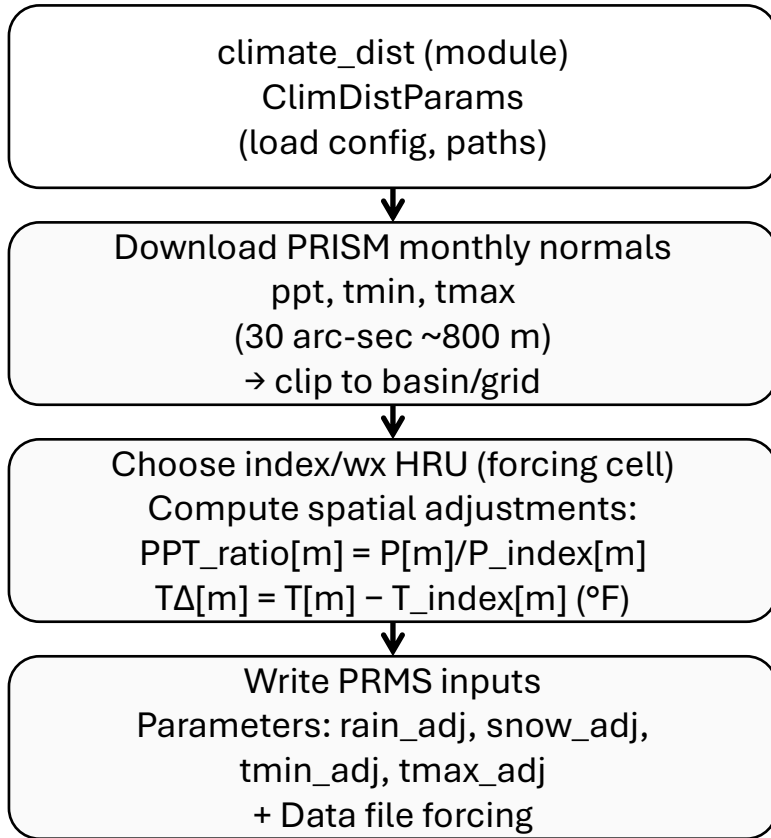 climate_dist (module)
ClimDistParams
(load config, paths)
Download PRISM monthly normals
ppt, tmin, tmax
(30 arc-sec ~800 m)
→ clip to basin/grid
Choose index/wx HRU (forcing cell)
Compute spatial adjustments:
PPT_ratio[m] = P[m]/P_index[m]
TΔ[m] = T[m] − T_index[m] (°F)
Write PRMS inputs
Parameters: rain_adj, snow_adj,
tmin_adj, tmax_adj
+ Data file forcing